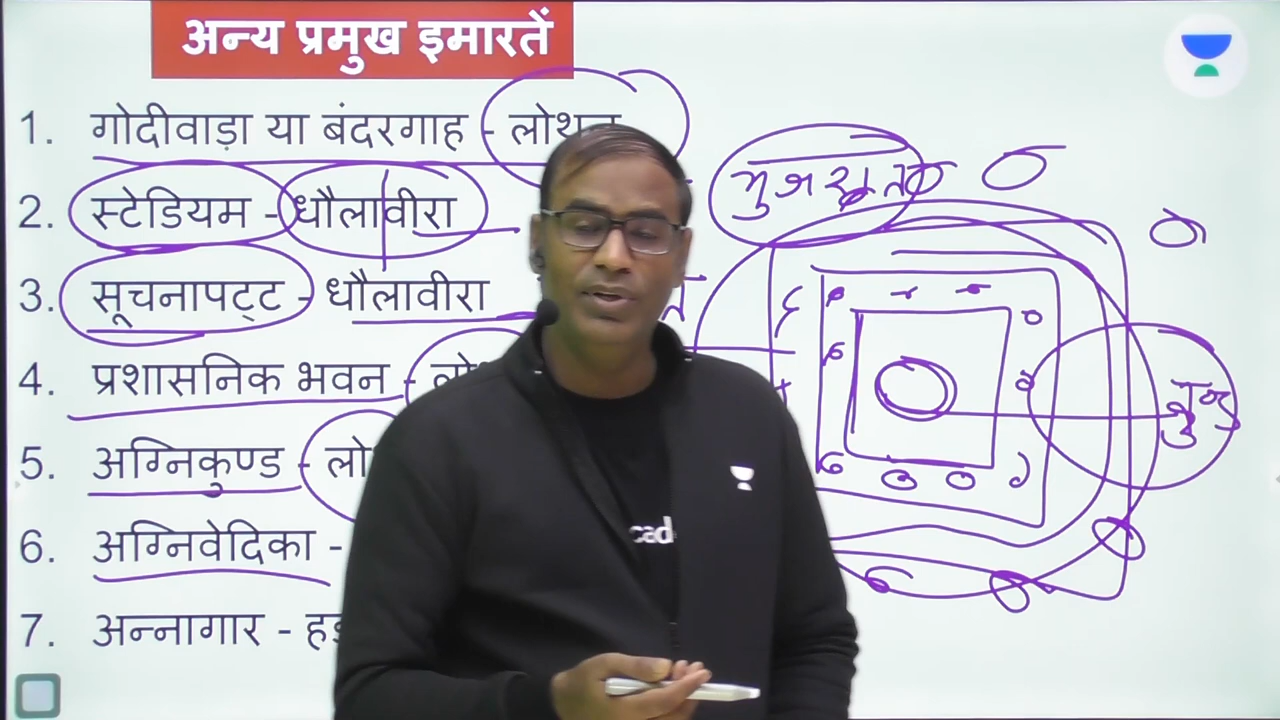 अन्य प्रमुख इमारतें
1. गोदीवाड़ा या बंदरगाह - लोथल
2. स्टेडियम - धौलावीरा
3. सूचनापट्ट - धौलावीरा
4. प्रशासनिक भवन -
5. अग्निकुण्ड -
6. अग्निवेदिका -
7. अन्नागार -